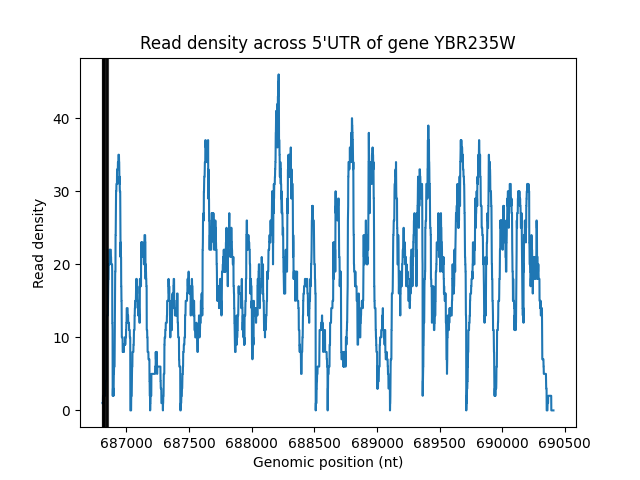 Read density across 5'UTR of gene YBR235W
Read density
40
30
20
10
0
687000 687500 688000 688500 689000 689500 690000 690500
Genomic position (nt)